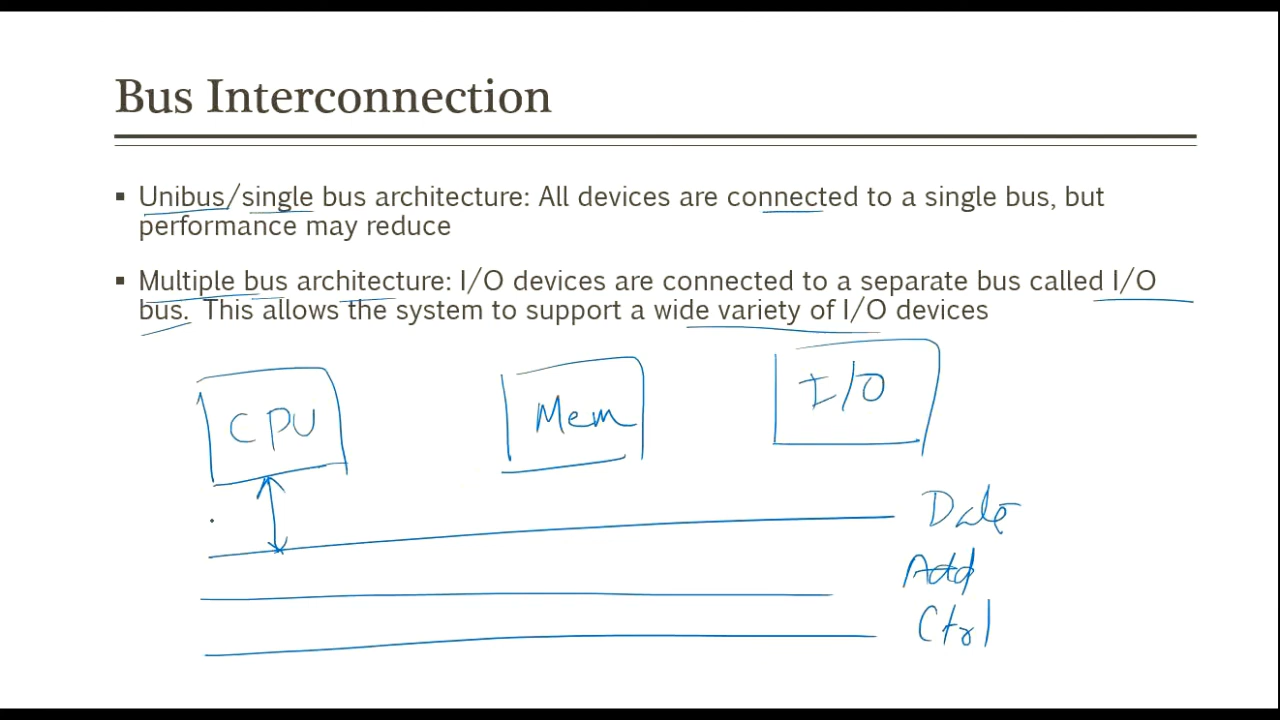 Bus Interconnection
▪ Unibus/single bus architecture: All devices are connected to a single bus, but
performance may reduce
▪ Multiple bus architecture: I/O devices are connected to a separate bus called I/O
bus. This allows the system to support a wide variety of I/O devices
CPU Mem I/O
Data
Add
Ctrl